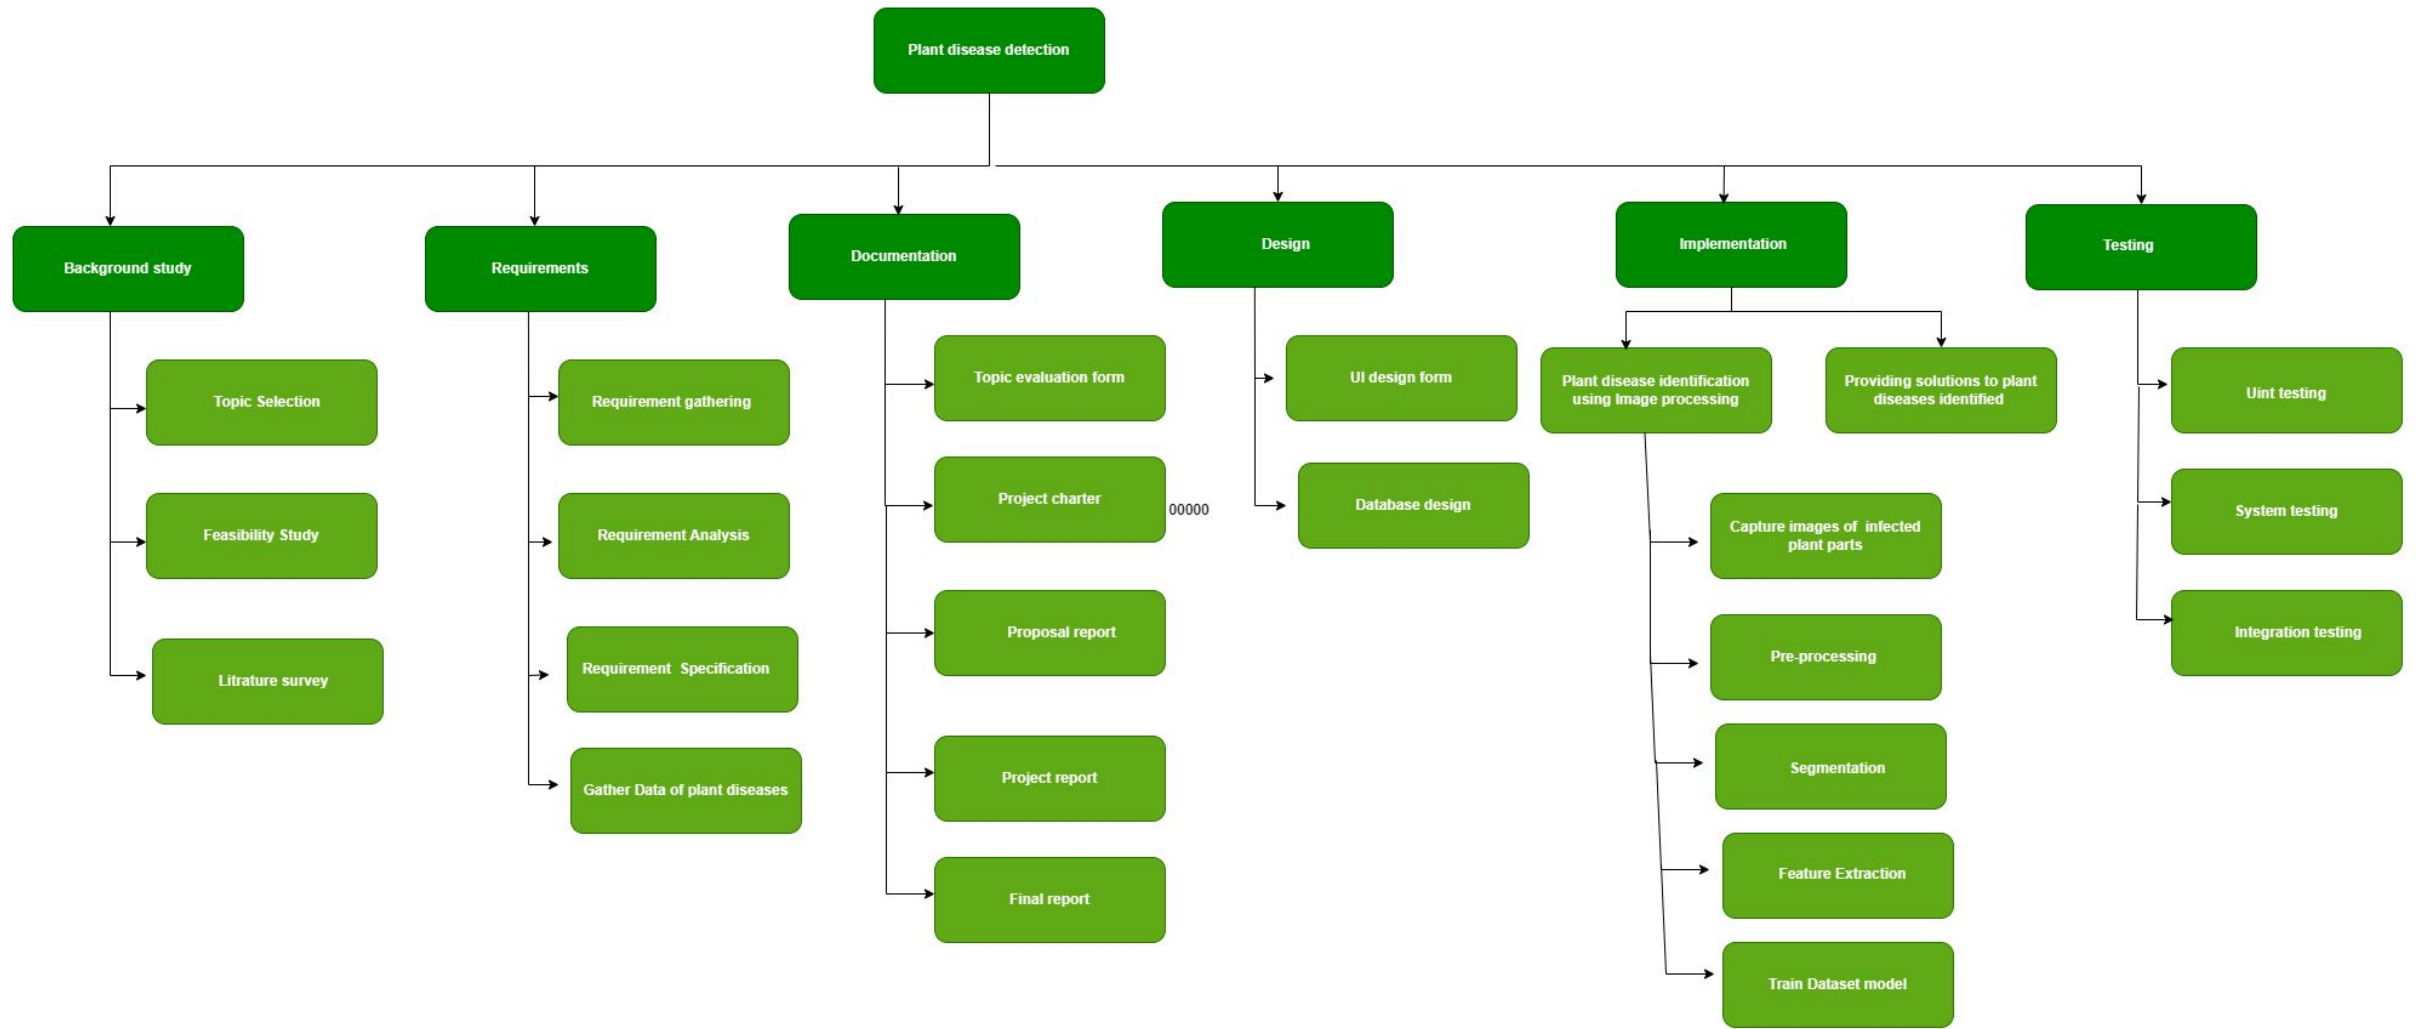 Plant disease detection
Background study
Requirements
Documentation
Design
Implementation
Testing
Topic Selection
Feasibility Study
Litrature survey
Requirement gathering
Requirement Analysis
Requirement  Specification
Gather Data of plant diseases
Topic evaluation form
Project charter
00000
Proposal report
Project report
Final report
UI design form
Database design
Plant disease identification
using Image processing
Providing solutions to plant
diseases identified
Capture images of  infected
plant parts
Pre-processing
Segmentation
Feature Extraction
Train Dataset model
Uint testing
System testing
Integration testing